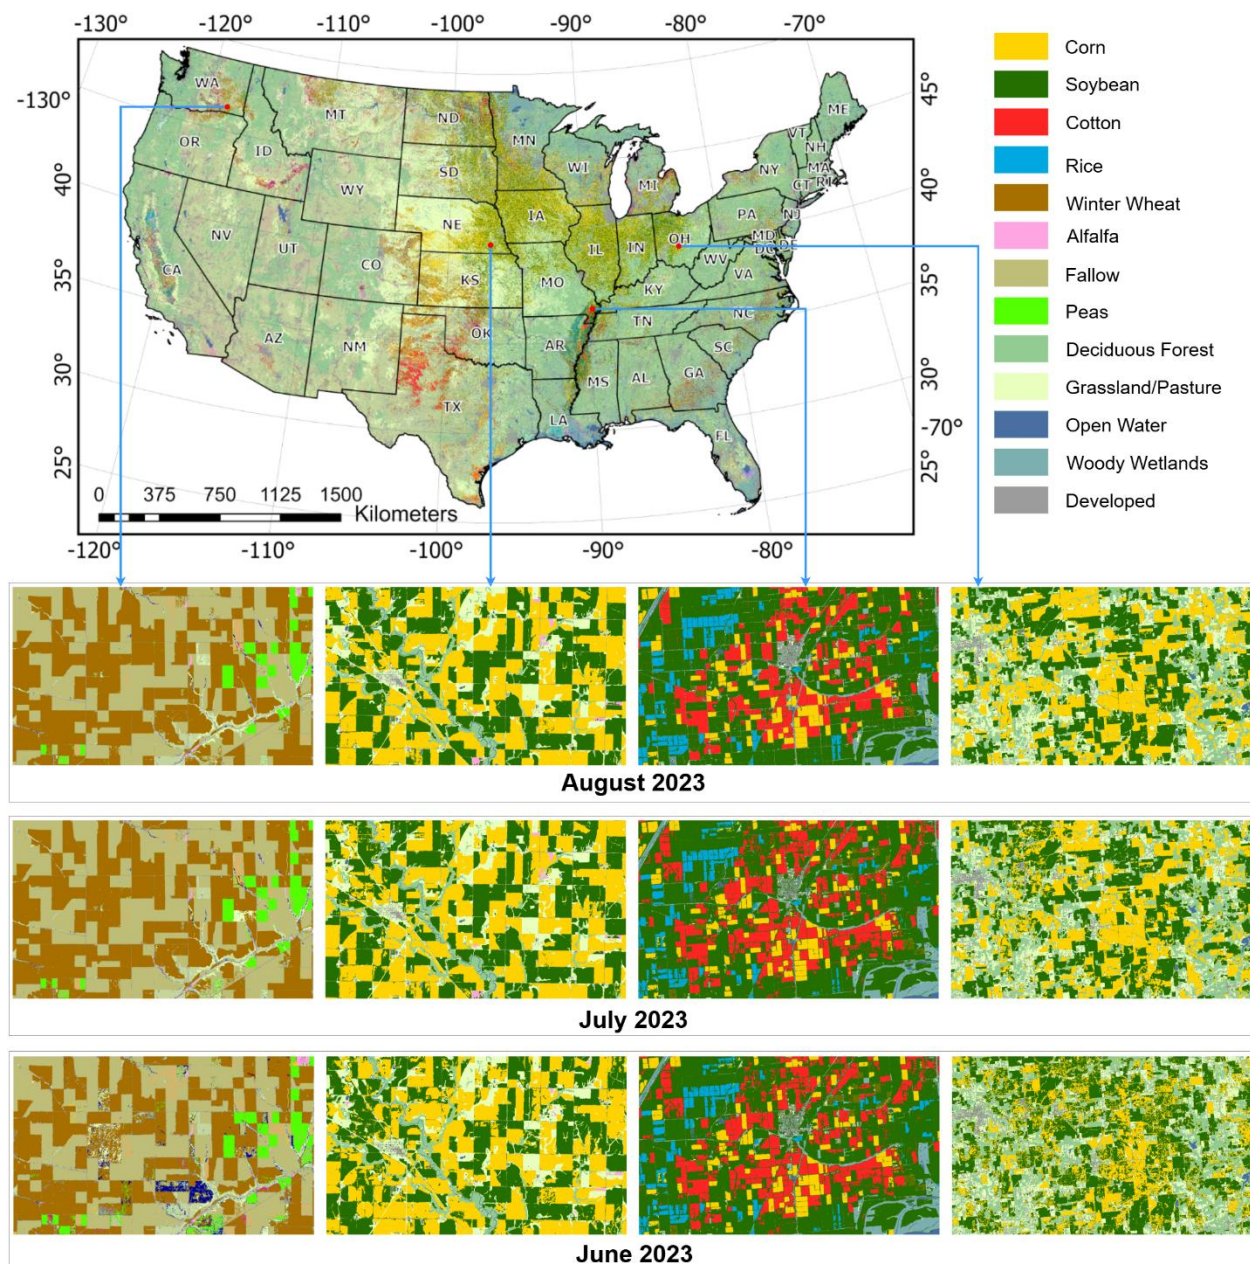 -130° -120° -110° -100° -90° -80° -70°
-130°
40°
35°
30°
25°
45°
40°
35°
30°
-70°
25°
WA
MT
ND
MN
ME
OR
ID
SD
WI
VT
NH
WY
MI
NY
MA
CT RI
NE
IA
PA
NJ
NV
UT
CO
IL
IN
OH
MD
DE
DC
WV
VA
CA
KS
MO
KY
AZ
NM
OK
AR
TN
NC
SC
TX
MS
AL
GA
LA
FL
0 375 750 1125 1500
Kilometers
-120° -110° -100° -90° -80°
Corn
Soybean
Cotton
Rice
Winter Wheat
Alfalfa
Fallow
Peas
Deciduous Forest
Grassland/Pasture
Open Water
Woody Wetlands
Developed
August 2023
July 2023
June 2023